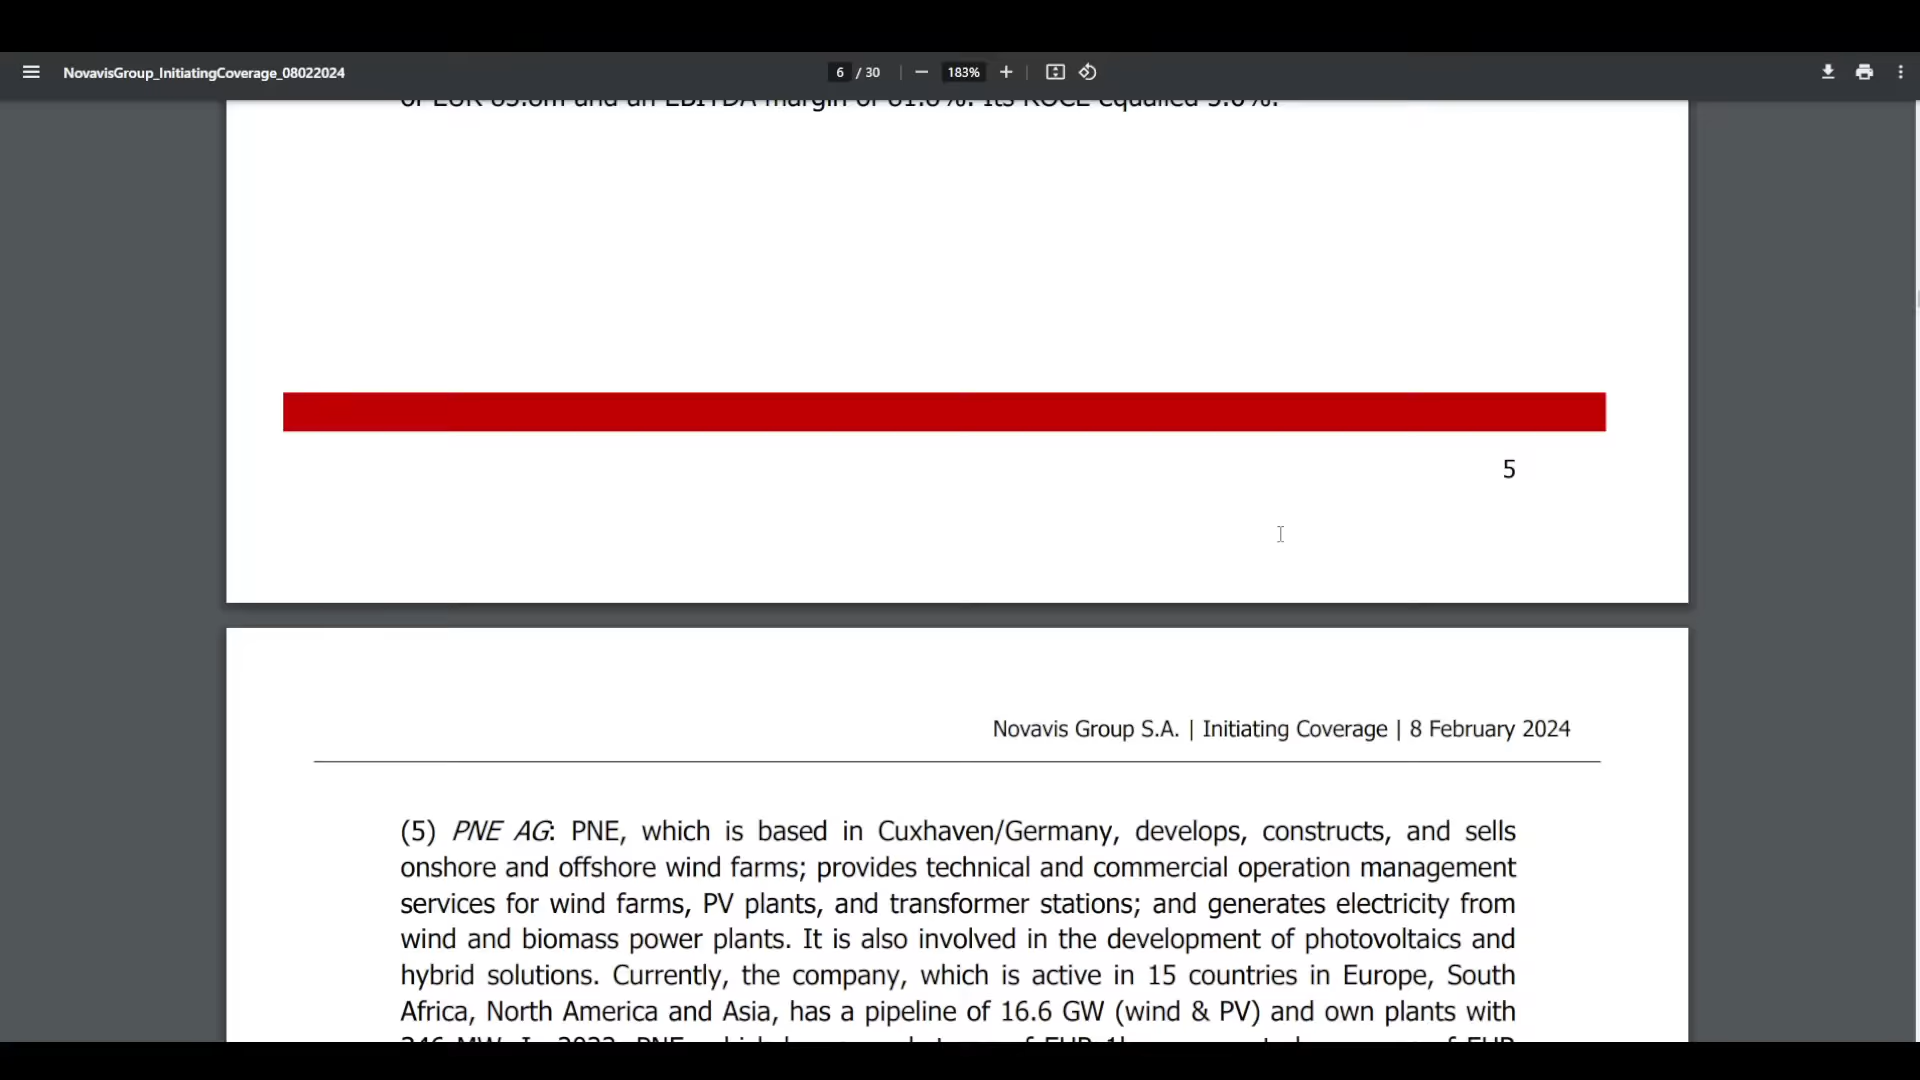 NovavisGroup_InitiatingCoverage_08022024
6 / 30
183%
and an EBITDA margin of
5
Novavis Group S.A. | Initiating Coverage | 8 February 2024
(5) PNE AG: PNE, which is based in Cuxhaven/Germany, develops, constructs, and sells
onshore and offshore wind farms; provides technical and commercial operation management
services for wind farms, PV plants, and transformer stations; and generates electricity from
wind and biomass power plants. It is also involved in the development of photovoltaics and
hybrid solutions. Currently, the company, which is active in 15 countries in Europe, South
Africa, North America and Asia, has a pipeline of 16.6 GW (wind & PV) and own plants with